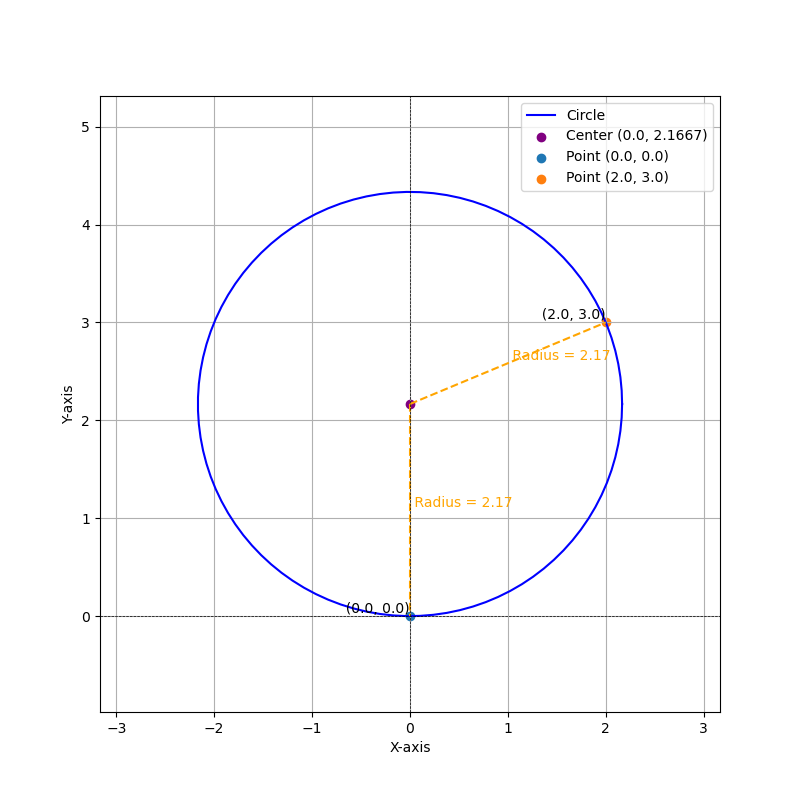 Circle
Center (0.0, 2.1667)
Point (0.0, 0.0)
Point (2.0, 3.0)
5
4
3
2
1
0
Y-axis
(2.0, 3.0)
Radius = 2.17
Radius = 2.17
(0.0, 0.0)
−3
−2
−1
0
1
2
3
X-axis